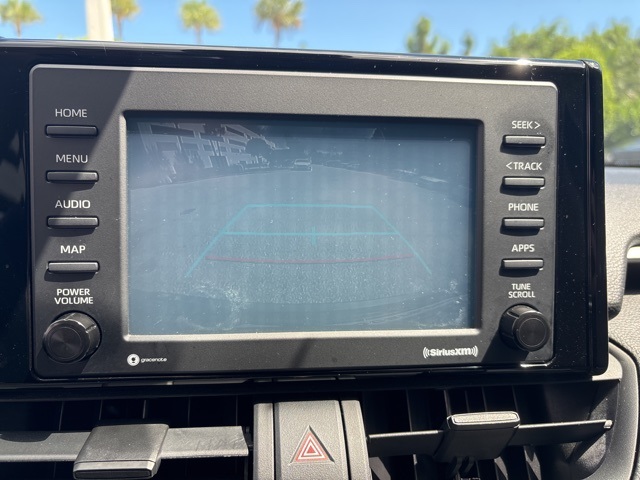 HOME
MENU
AUDIO
MAP
POWER
VOLUME
gracenote
SEEK >
< TRACK
PHONE
APPS
TUNE
SCROLL
((SiriusXM))